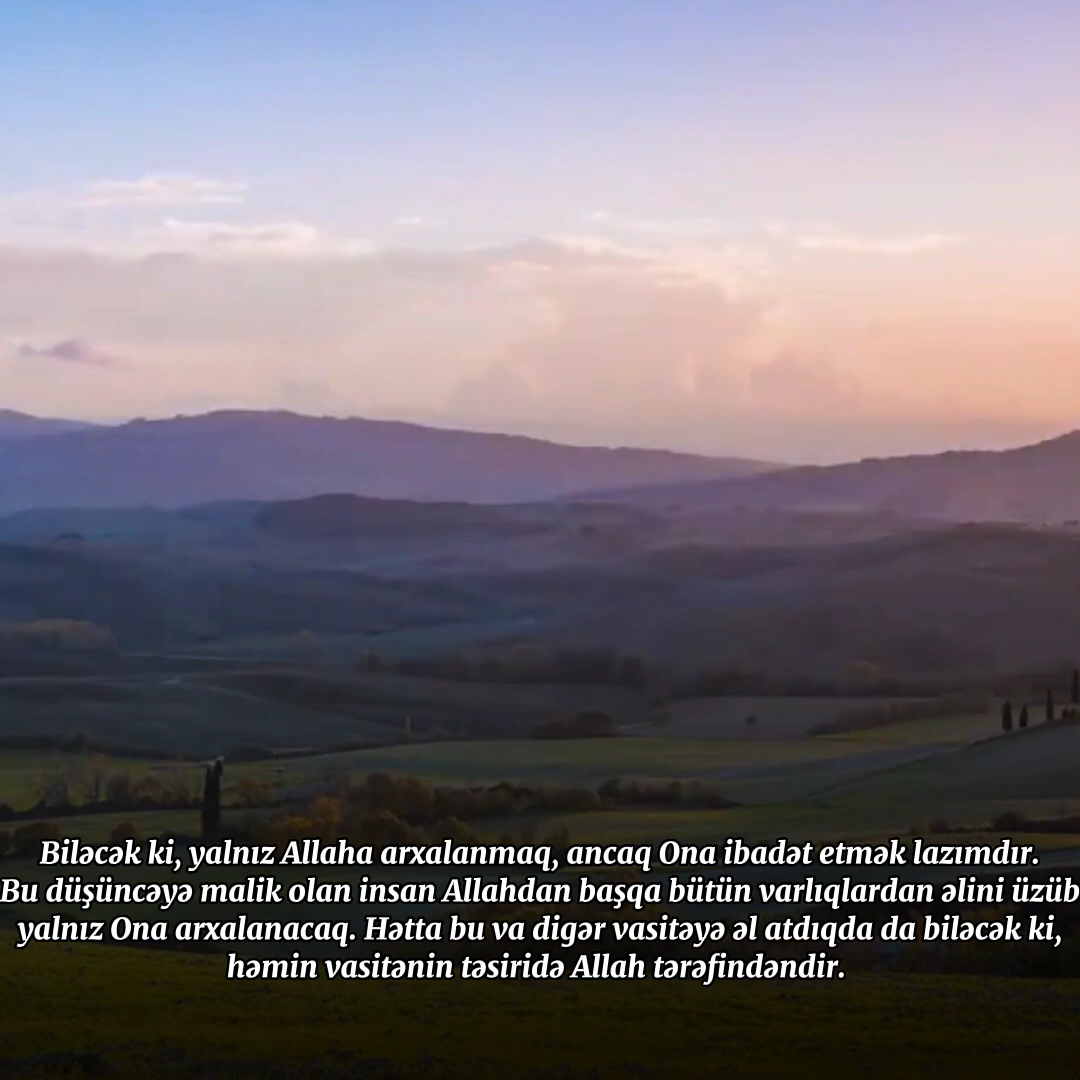 Biləcək ki, yalnız Allaha arxalanmaq, ancaq Ona ibadət etmək lazımdır.
Bu düşüncəyə malik olan insan Allahdan başqa bütün varlıqlardan əlini üzüb
yalnız Ona arxalanacaq. Hətta bu va digər vasitəyə əl atdıqda da biləcək ki,
həmin vasitənin təsiridə Allah tərəfindəndir.